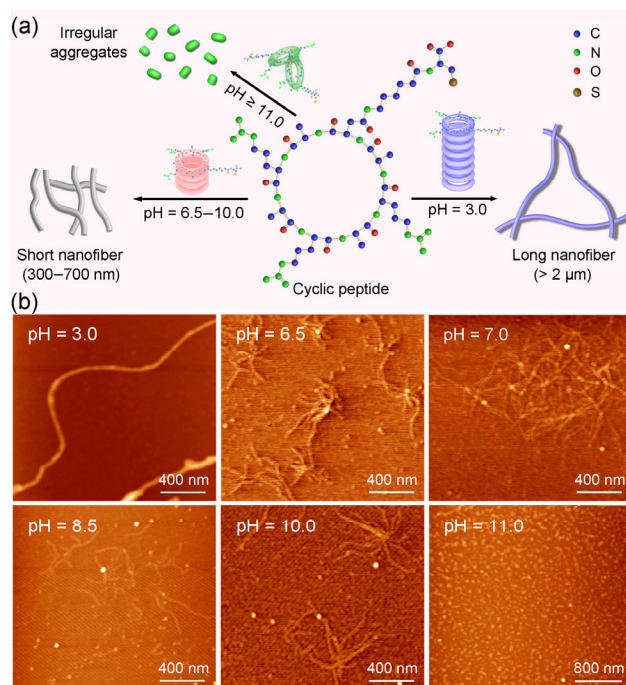 (a)
Irregular
aggregates
pH ≥ 11.0
C
N
O
S
pH = 6.5–10.0
pH = 3.0
Short nanofiber
(300–700 nm)
Cyclic peptide
Long nanofiber
(> 2 μm)
(b)
pH = 3.0
400 nm
pH = 6.5
400 nm
pH = 7.0
400 nm
pH = 8.5
400 nm
pH = 10.0
400 nm
pH = 11.0
800 nm